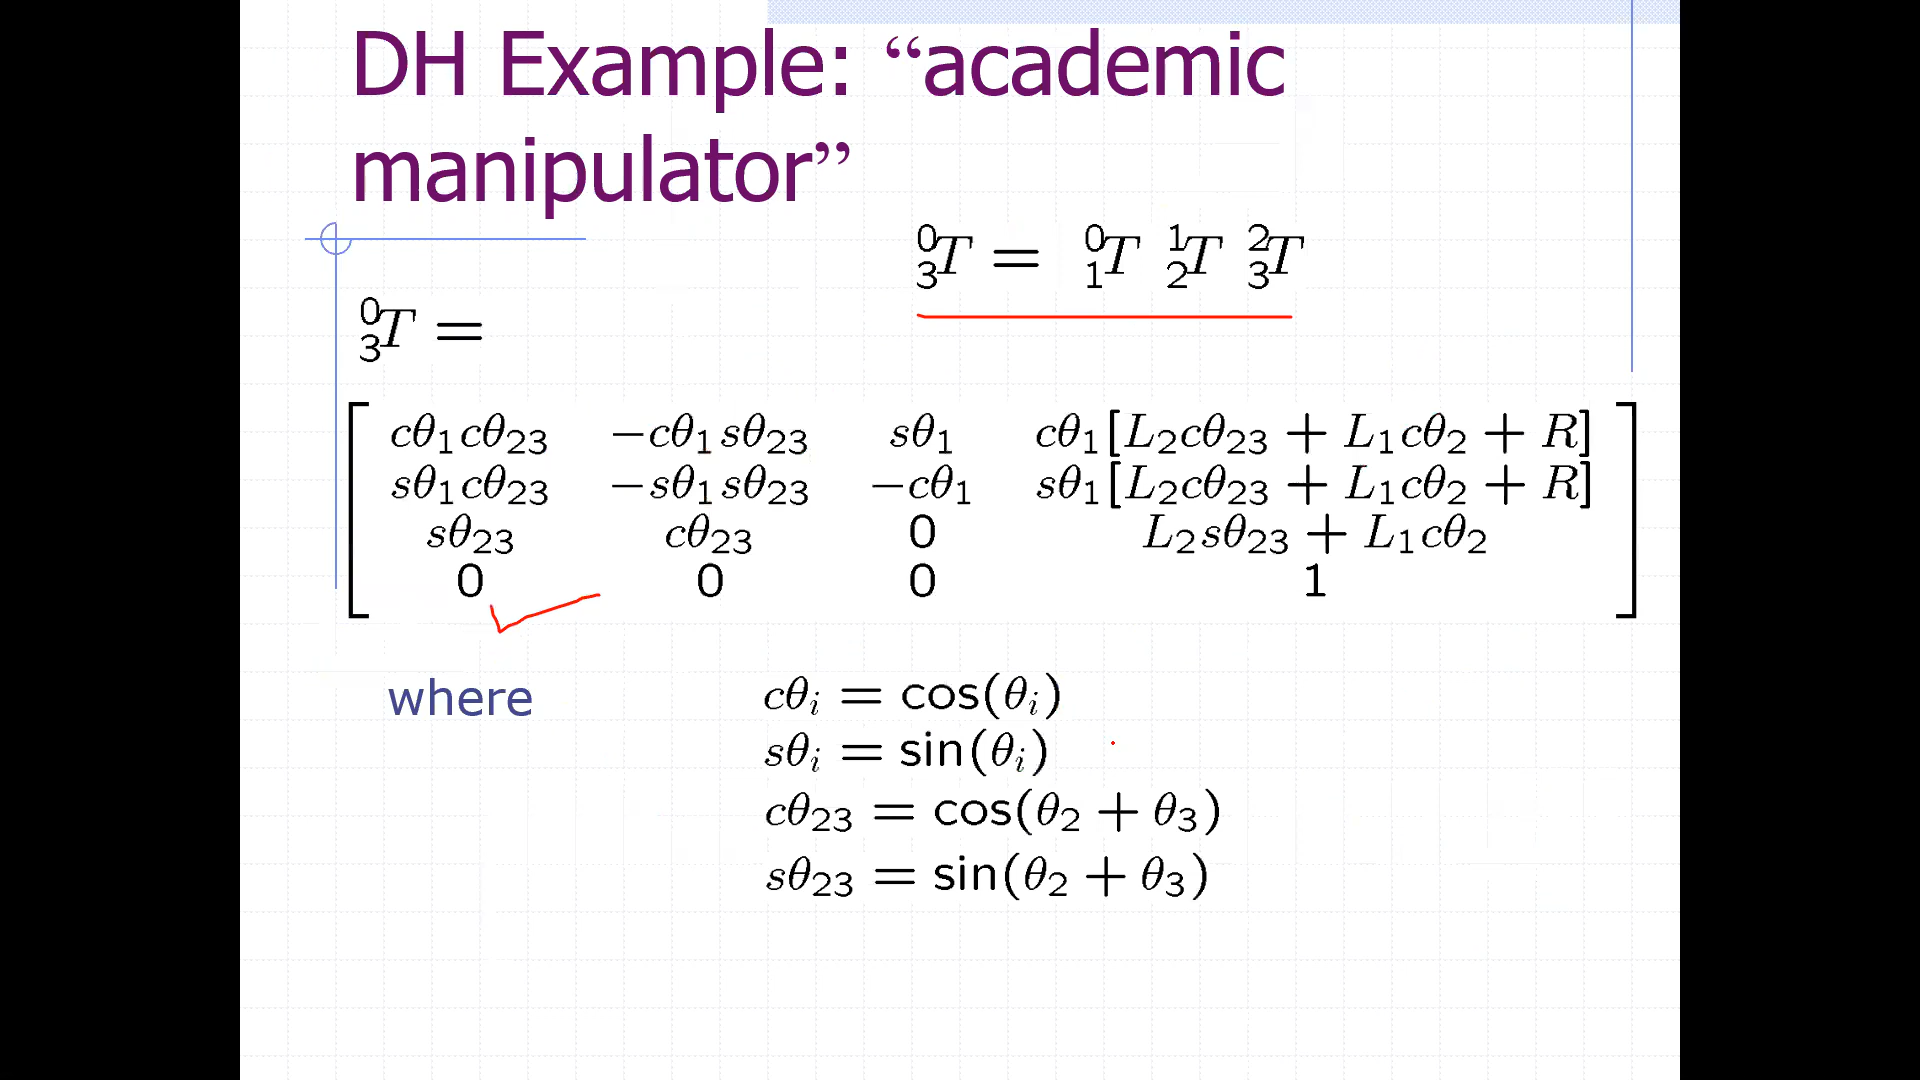 DH Example: “academic
manipulator”
⁰₃T = ⁰₁T ¹₂T ²₃T
⁰₃T =
cθ₁cθ₂₃ −cθ₁sθ₂₃ sθ₁ cθ₁[L₂cθ₂₃ + L₁cθ₂ + R]
sθ₁cθ₂₃ −sθ₁sθ₂₃ −cθ₁ sθ₁[L₂cθ₂₃ + L₁cθ₂ + R]
sθ₂₃ cθ₂₃ 0 L₂sθ₂₃ + L₁cθ₂
0 0 0 1
where
cθᵢ = cos(θᵢ)
sθᵢ = sin(θᵢ)
cθ₂₃ = cos(θ₂ + θ₃)
sθ₂₃ = sin(θ₂ + θ₃)